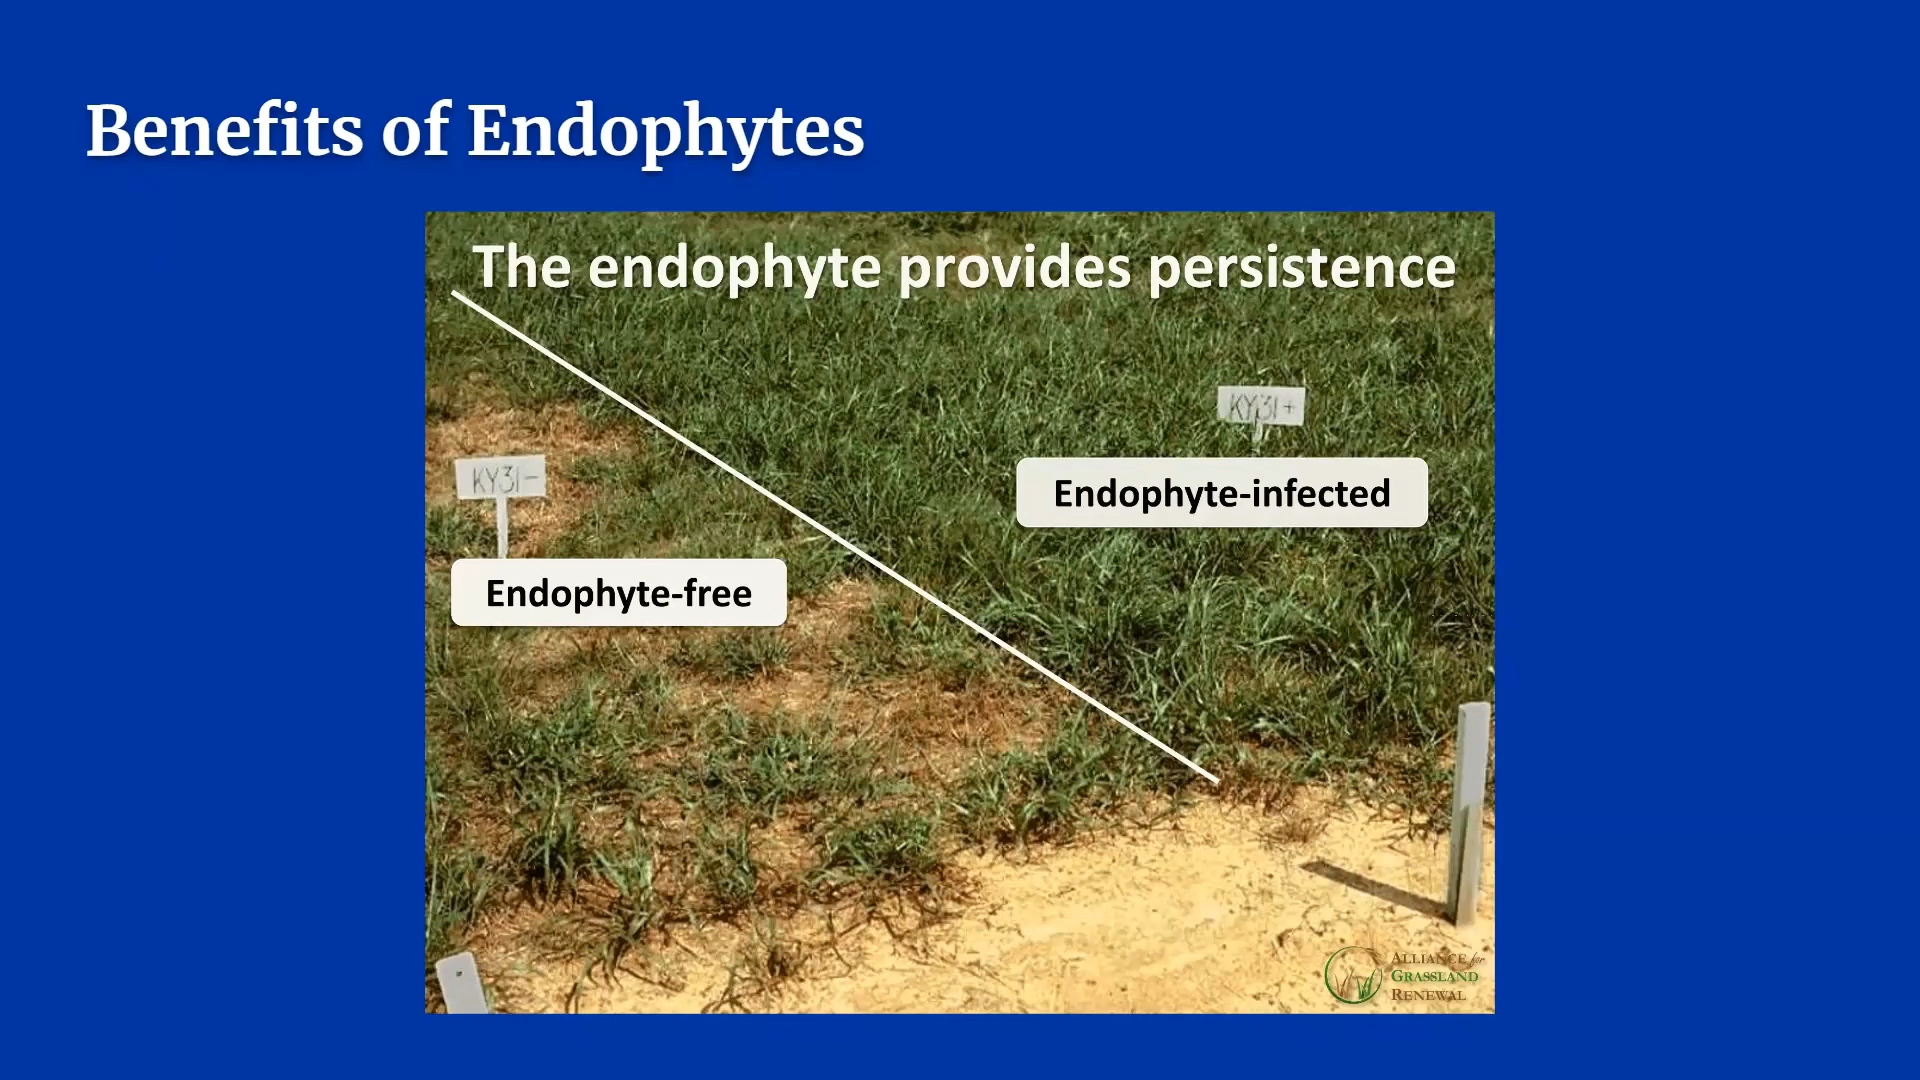 Benefits of Endophytes
The endophyte provides persistence
KY31+
Endophyte-infected
KY31-
Endophyte-free
ALLIANCE for
GRASSLAND
RENEWAL